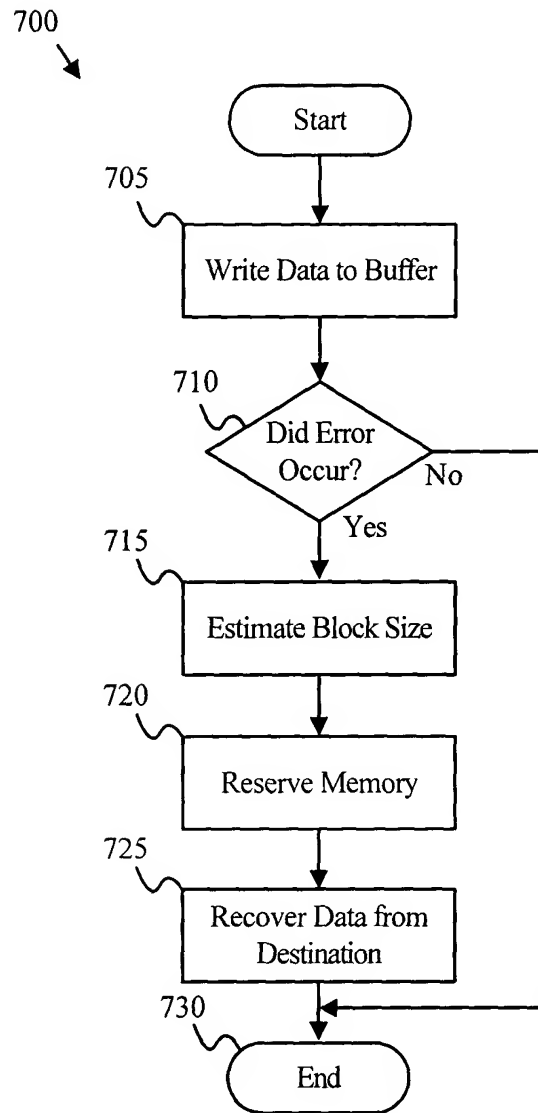 700
Start
705
Write Data to Buffer
710
Did Error
Occur?
No
Yes
715
Estimate Block Size
720
Reserve Memory
725
Recover Data from
Destination
730
End